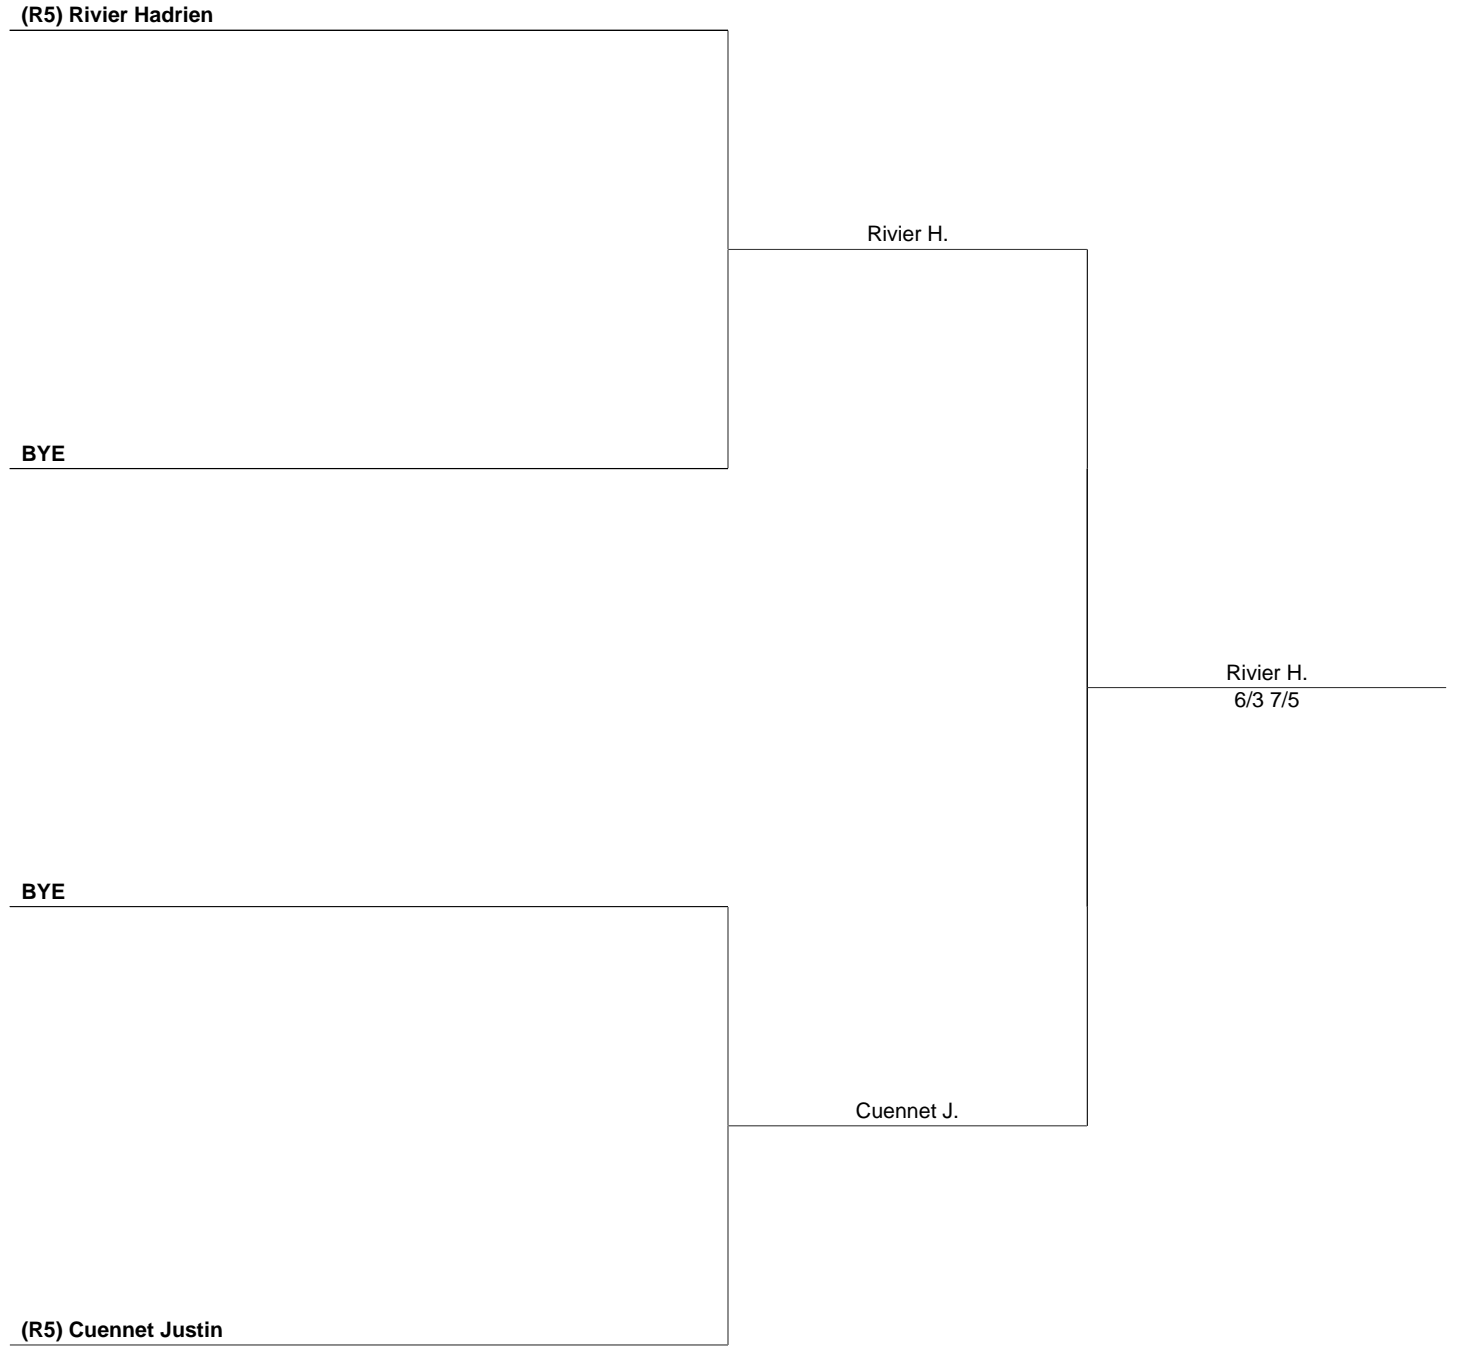 (R5) Rivier Hadrien
Rivier H.
BYE
Rivier H.
6/3 7/5
BYE
Cuennet J.
(R5) Cuennet Justin